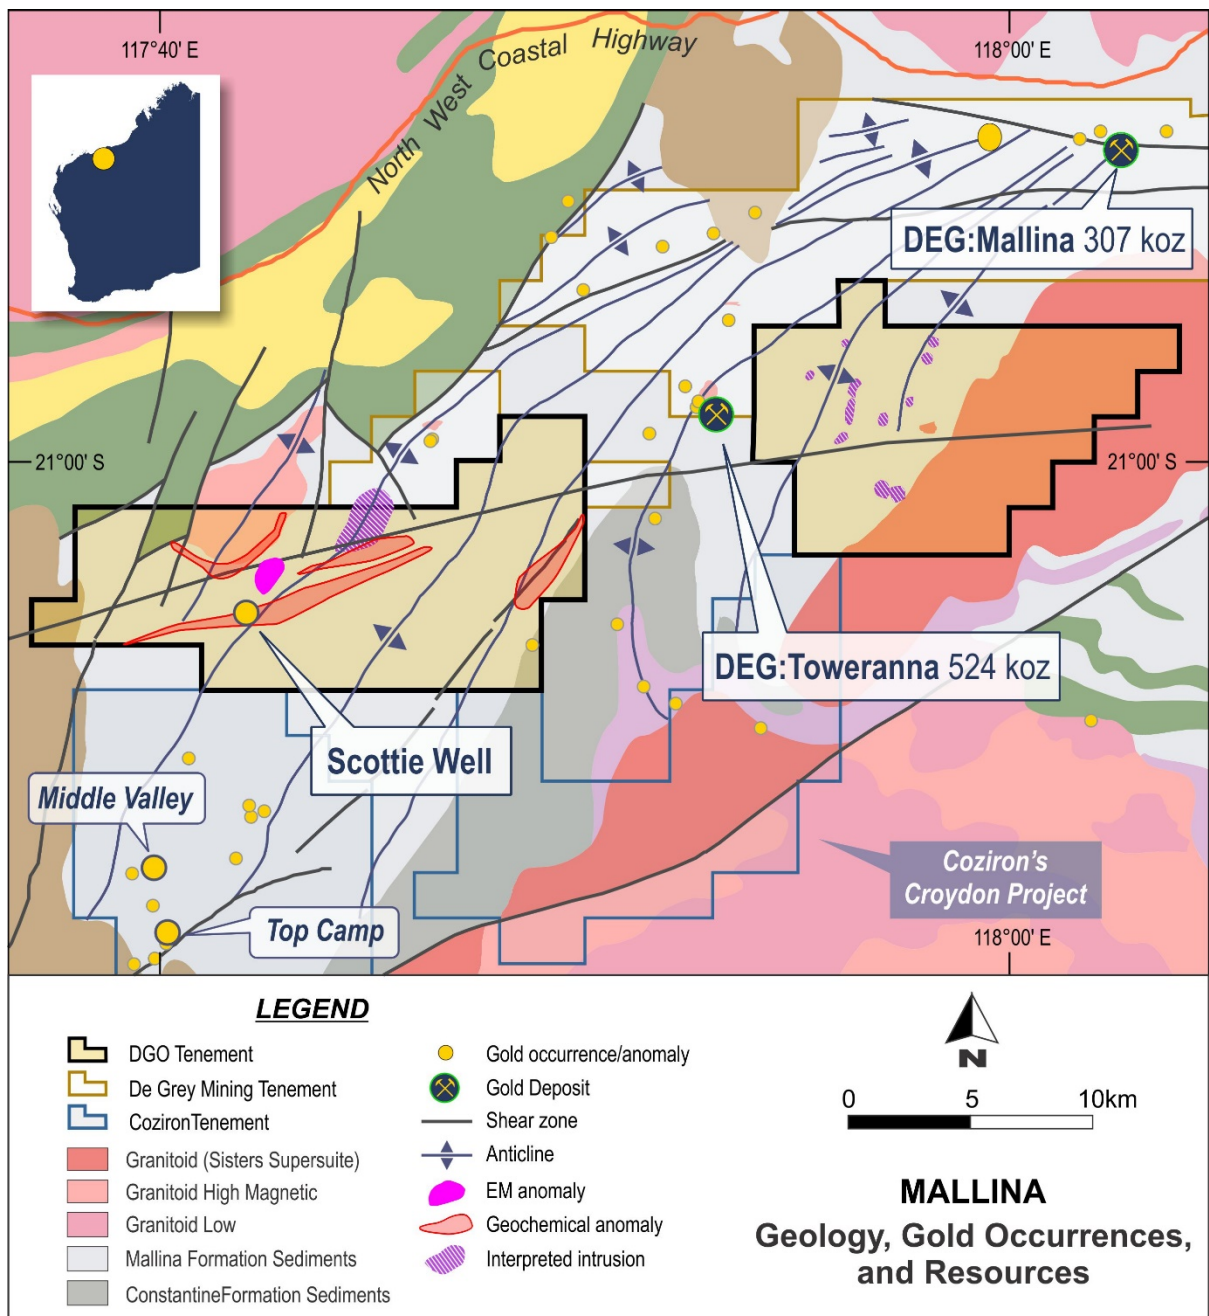 117°40' E
118°00' E
North West Coastal Highway
DEG:Mallina 307 koz
21°00' S
21°00' S
DEG:Toweranna 524 koz
Scottie Well
Middle Valley
Coziron's
Croydon Project
Top Camp
117°40' E
118°00' E
LEGEND
DGO Tenement
De Grey Mining Tenement
CozironTenement
Granitoid (Sisters Supersuite)
Granitoid High Magnetic
Granitoid Low
Mallina Formation Sediments
ConstantineFormation Sediments
Gold occurrence/anomaly
Gold Deposit
Shear zone
Anticline
EM anomaly
Geochemical anomaly
Interpreted intrusion
N
0 5 10km
MALLINA
Geology, Gold Occurrences,
and Resources